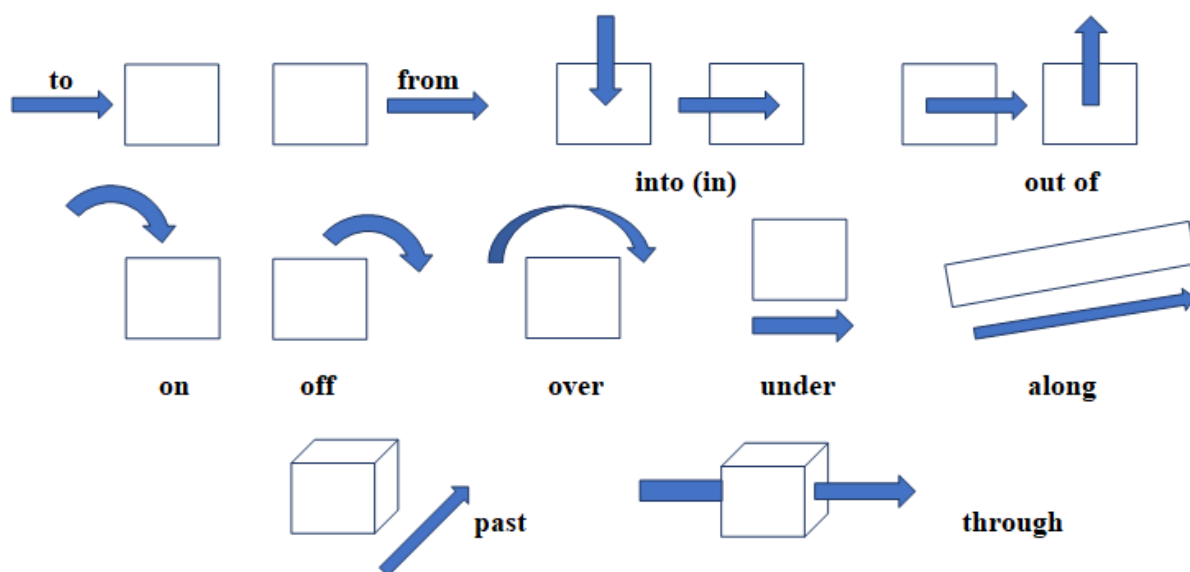 to
from
into (in)
out of
on
off
over
under
along
past
through